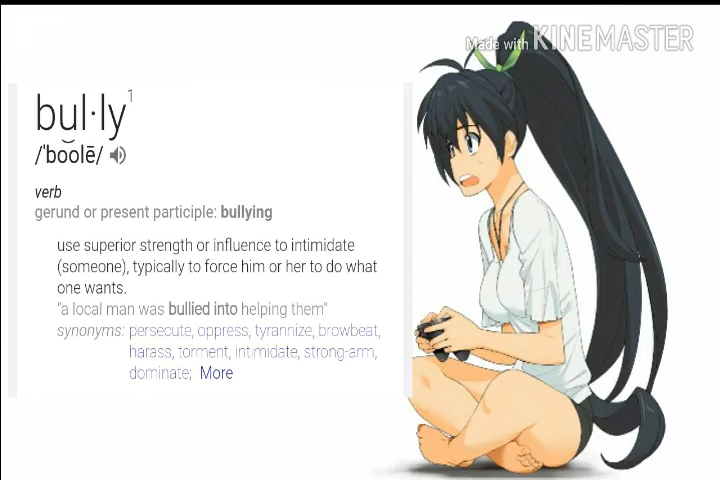 Made with KINEMASTER
bul·ly1
/ˈbo͝olē/
verb
gerund or present participle: bullying
use superior strength or influence to intimidate
(someone), typically to force him or her to do what
one wants.
"a local man was bullied into helping them"
synonyms: persecute, oppress, tyrannize, browbeat,
harass, torment, intimidate, strong-arm,
dominate; More